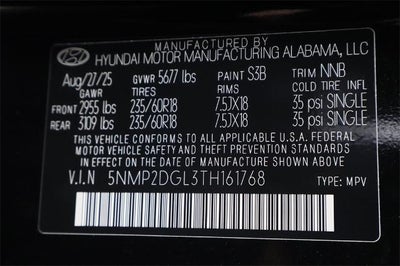 MANUFACTURED BY
HYUNDAI MOTOR MANUFACTURING ALABAMA, LLC
Aug/27/25 GVWR 5677 lbs PAINT S3B TRIM NNB
GAWR TIRES RIMS COLD TIRE INFL
FRONT 2955 lbs 235/60R18 7.5JX18 35 psi SINGLE
REAR 3109 lbs 235/60R18 7.5JX18 35 psi SINGLE
THIS VEHICLE CONFORMS TO ALL APPLICABLE U.S.A. FEDERAL
MOTOR VEHICLE SAFETY AND THEFT PREVENTION STANDARDS
IN EFFECT ON THE DATE OF MANUFACTURE SHOWN ABOVE.
V.I.N 5NMP2DGL3TH161768 TYPE: MPV